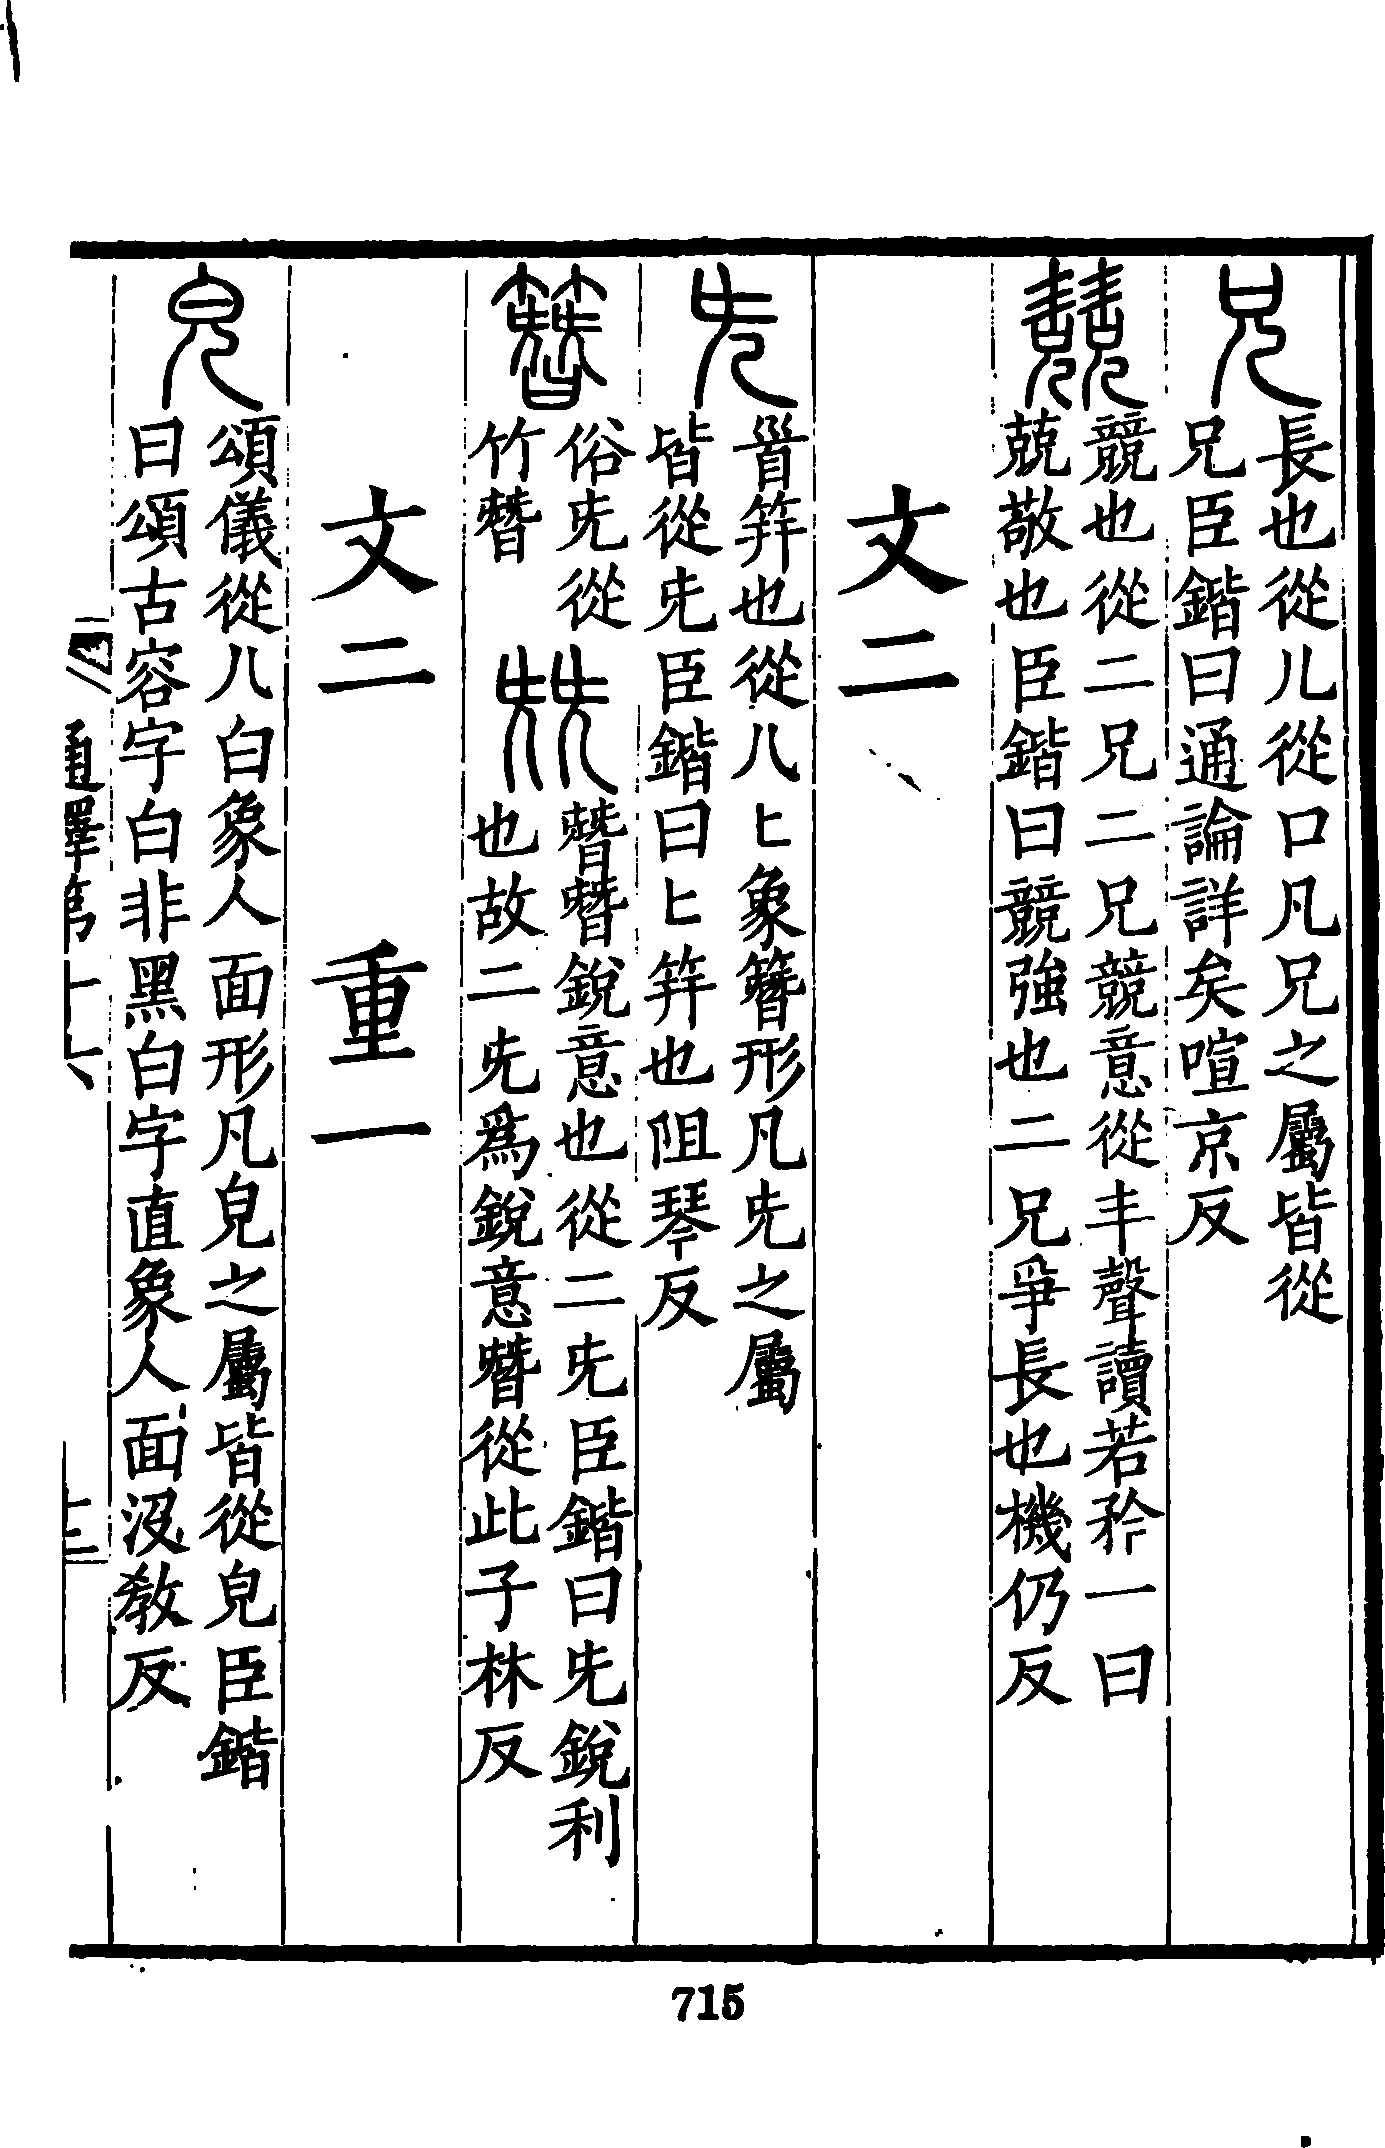 兄 長也從儿從口凡兄之屬皆從
兄臣鍇曰通論詳矣喧京反
競也從二兄二兄競意從丰聲讀若矜一曰
兢敬也臣鍇曰競強也二兄爭長也機仍反
文二
兂 首笄也從八匕象簪形凡兂之屬
皆從兂臣鍇曰匕笄也阻琴反
簪 俗兂從
竹朁
兓 朁朁銳意也從二兂臣鍇曰兂銳利
也故二兂爲銳意朁從此子林反
文二 重一
皃 頌儀從八白象人面形凡皃之屬皆從皃臣鍇
曰頌古容字白非黑白字直象人面沒教反
通釋第十六
十三
715